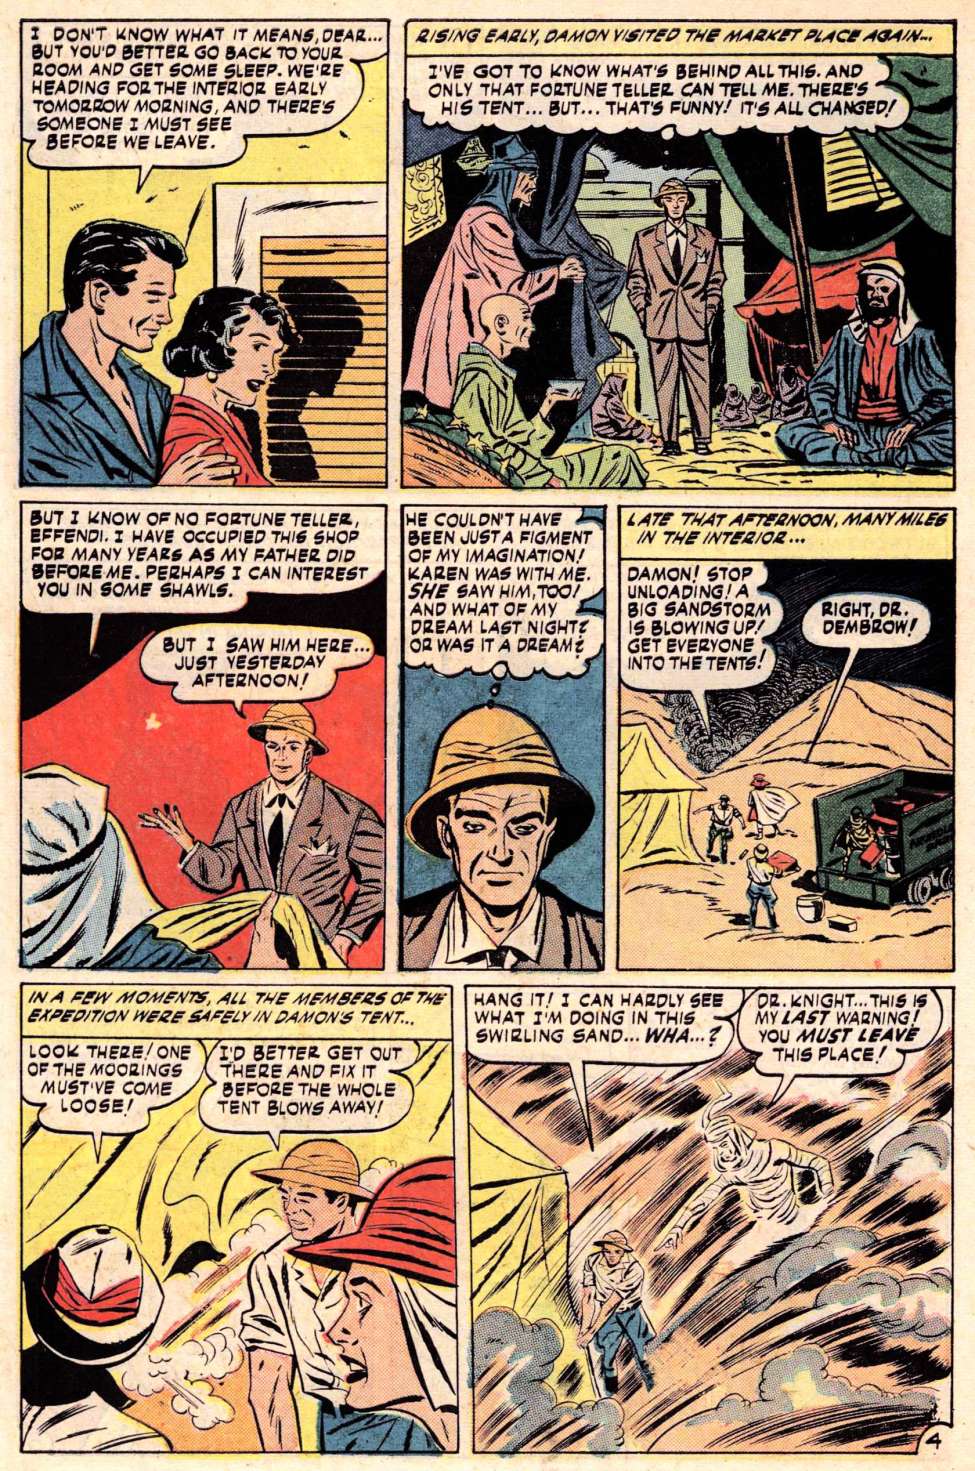 I DON'T KNOW WHAT IT MEANS, DEAR...
BUT YOU'D BETTER GO BACK TO YOUR
ROOM AND GET SOME SLEEP. WE'RE
HEADING FOR THE INTERIOR EARLY
TOMORROW MORNING, AND THERE'S
SOMEONE I MUST SEE
BEFORE WE LEAVE.
RISING EARLY, DAMON VISITED THE MARKET PLACE AGAIN...
I'VE GOT TO KNOW WHAT'S BEHIND ALL THIS. AND
ONLY THAT FORTUNE TELLER CAN TELL ME. THERE'S
HIS TENT... BUT... THAT'S FUNNY! IT'S ALL CHANGED!
BUT I KNOW OF NO FORTUNE TELLER,
EFFENDI. I HAVE OCCUPIED THIS SHOP
FOR MANY YEARS AS MY FATHER DID
BEFORE ME. PERHAPS I CAN INTEREST
YOU IN SOME SHAWLS.
BUT I SAW HIM HERE...
JUST YESTERDAY
AFTERNOON!
HE COULDN'T HAVE
BEEN JUST A FIGMENT
OF MY IMAGINATION!
KAREN WAS WITH ME.
SHE SAW HIM, TOO!
AND WHAT OF MY
DREAM LAST NIGHT?
OR WAS IT A DREAM?
LATE THAT AFTERNOON, MANY MILES
IN THE INTERIOR...
DAMON! STOP
UNLOADING! A
BIG SANDSTORM
IS BLOWING UP!
GET EVERYONE
INTO THE TENTS!
RIGHT, DR.
DEMBROW!
IN A FEW MOMENTS, ALL THE MEMBERS OF THE
EXPEDITION WERE SAFELY IN DAMON'S TENT...
LOOK THERE! ONE
OF THE MOORINGS
MUST'VE COME
LOOSE!
I'D BETTER GET OUT
THERE AND FIX IT
BEFORE THE WHOLE
TENT BLOWS AWAY!
HANG IT! I CAN HARDLY SEE
WHAT I'M DOING IN THIS
SWIRLING SAND... WHA...?
DR. KNIGHT... THIS IS
MY LAST WARNING!
YOU MUST LEAVE
THIS PLACE!
4